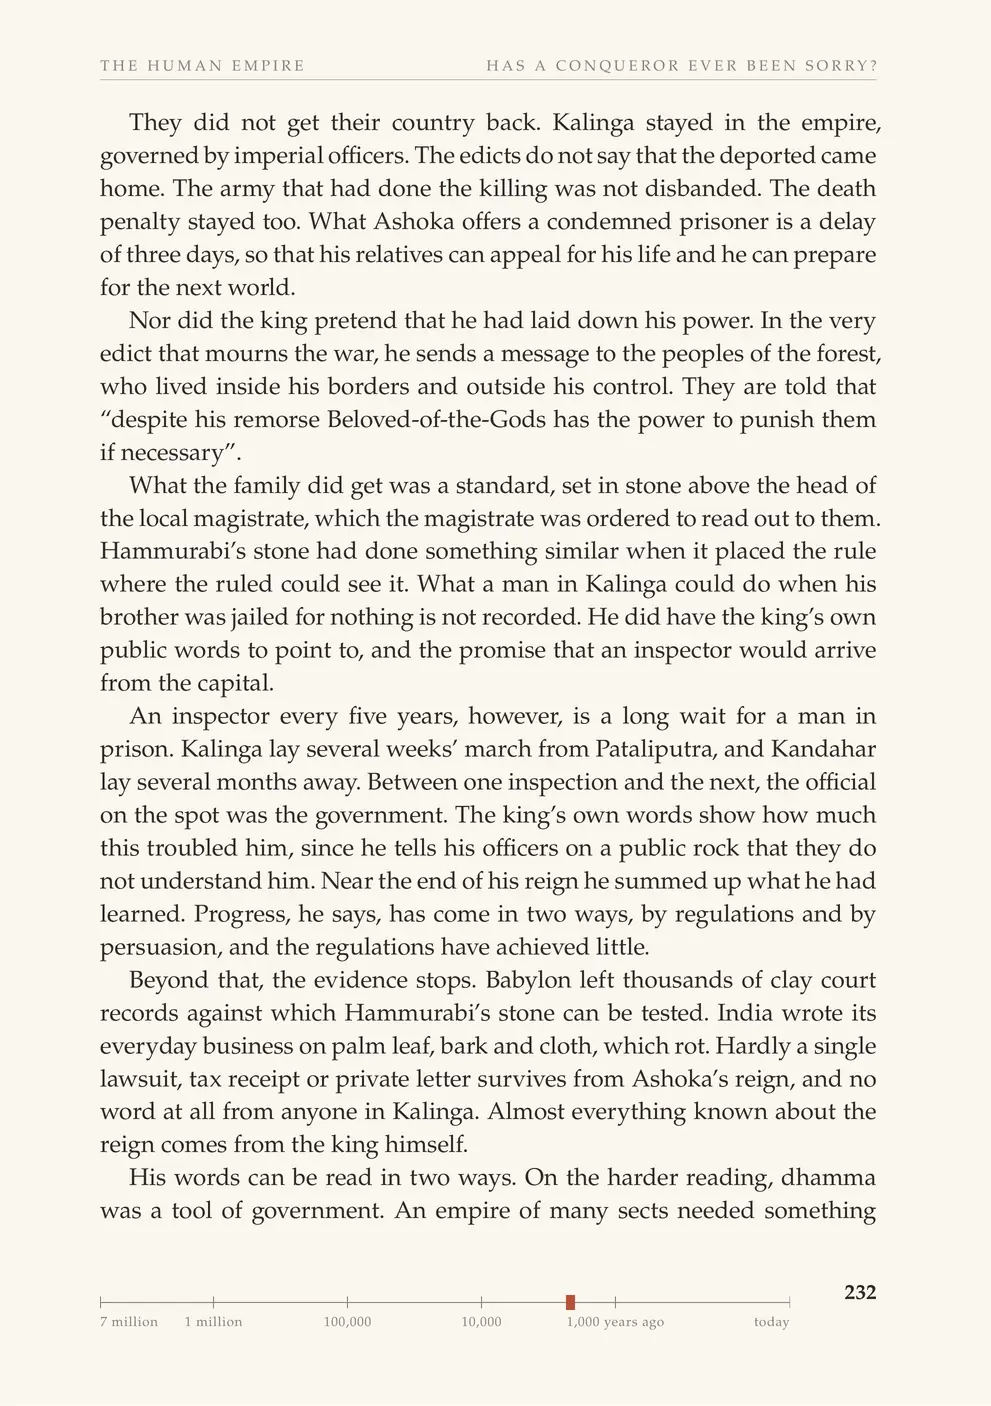 THE HUMAN EMPIRE
HAS A CONQUEROR EVER BEEN SORRY?
They did not get their country back. Kalinga stayed in the empire,
governed by imperial officers. The edicts do not say that the deported came
home. The army that had done the killing was not disbanded. The death
penalty stayed too. What Ashoka offers a condemned prisoner is a delay
of three days, so that his relatives can appeal for his life and he can prepare
for the next world.
Nor did the king pretend that he had laid down his power. In the very
edict that mourns the war, he sends a message to the peoples of the forest,
who lived inside his borders and outside his control. They are told that
“despite his remorse Beloved-of-the-Gods has the power to punish them
if necessary”.
What the family did get was a standard, set in stone above the head of
the local magistrate, which the magistrate was ordered to read out to them.
Hammurabi’s stone had done something similar when it placed the rule
where the ruled could see it. What a man in Kalinga could do when his
brother was jailed for nothing is not recorded. He did have the king’s own
public words to point to, and the promise that an inspector would arrive
from the capital.
An inspector every five years, however, is a long wait for a man in
prison. Kalinga lay several weeks’ march from Pataliputra, and Kandahar
lay several months away. Between one inspection and the next, the official
on the spot was the government. The king’s own words show how much
this troubled him, since he tells his officers on a public rock that they do
not understand him. Near the end of his reign he summed up what he had
learned. Progress, he says, has come in two ways, by regulations and by
persuasion, and the regulations have achieved little.
Beyond that, the evidence stops. Babylon left thousands of clay court
records against which Hammurabi’s stone can be tested. India wrote its
everyday business on palm leaf, bark and cloth, which rot. Hardly a single
lawsuit, tax receipt or private letter survives from Ashoka’s reign, and no
word at all from anyone in Kalinga. Almost everything known about the
reign comes from the king himself.
His words can be read in two ways. On the harder reading, dhamma
was a tool of government. An empire of many sects needed something
232
7 million
1 million
100,000
10,000
1,000 years ago
today